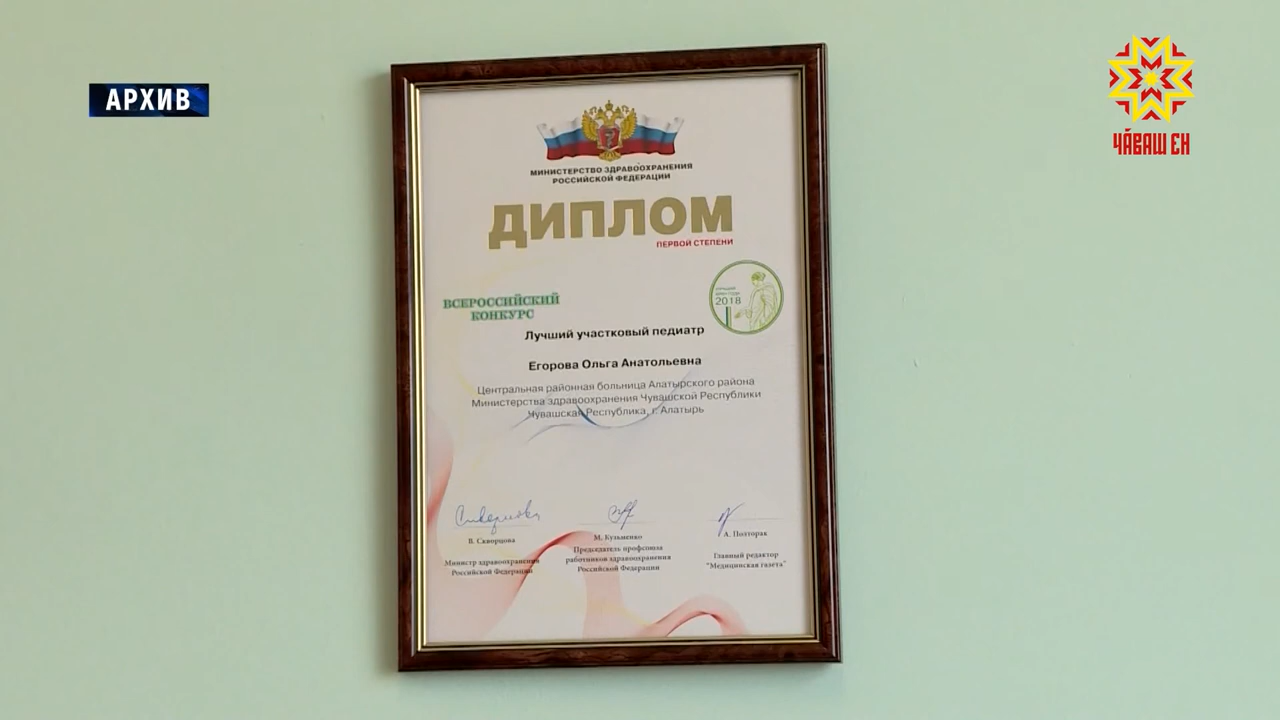 АРХИВ
ЧӐВАШ ЕН
МИНИСТЕРСТВО ЗДРАВООХРАНЕНИЯ
РОССИЙСКОЙ ФЕДЕРАЦИИ
ДИПЛОМ
ПЕРВОЙ СТЕПЕНИ
ВСЕРОССИЙСКИЙ
КОНКУРС
2018
Лучший участковый педиатр
Егорова Ольга Анатольевна
Центральная районная больница Алатырского района
Министерства здравоохранения Чувашской Республики
Чувашская Республика, г. Алатырь
В. Скворцова
Министр здравоохранения
Российской Федерации
М. Кузьменко
Председатель профсоюза
работников здравоохранения
Российской Федерации
А. Полторак
Главный редактор
"Медицинская газета"